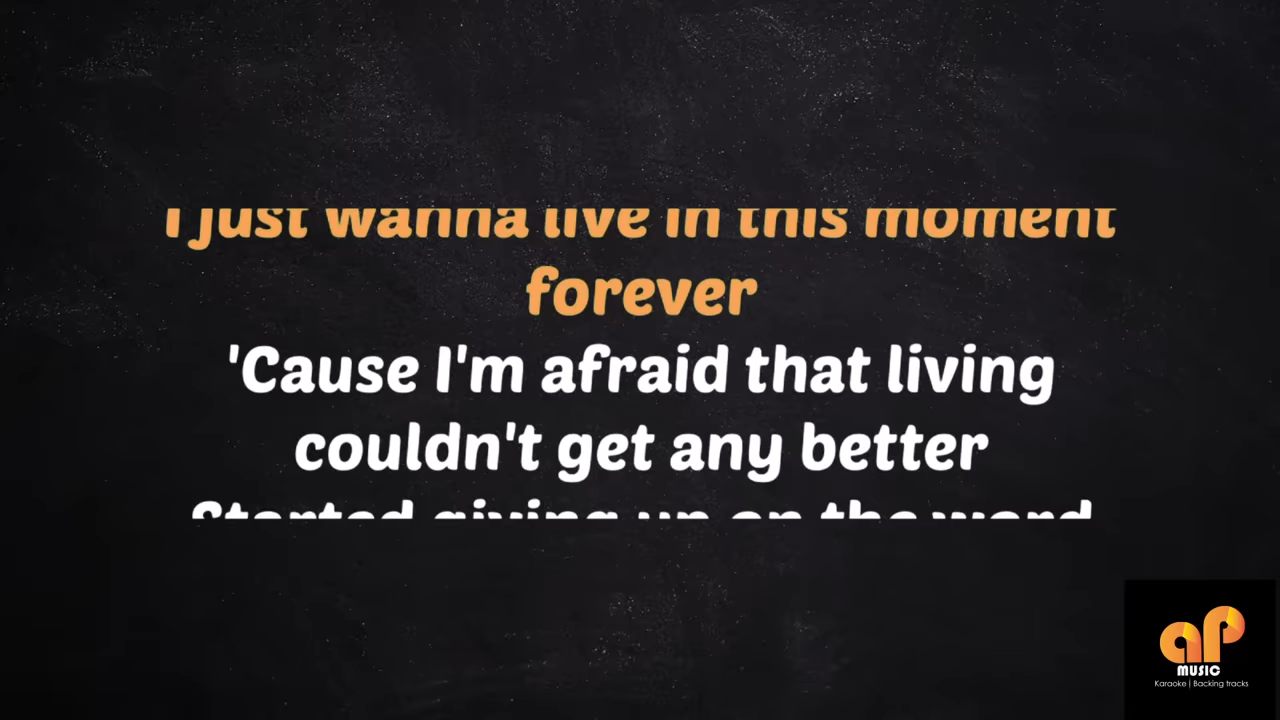 I just wanna live in this moment
forever
'Cause I'm afraid that living
couldn't get any better
Started giving up on the word
aP
MUSIC
Karaoke | Backing tracks